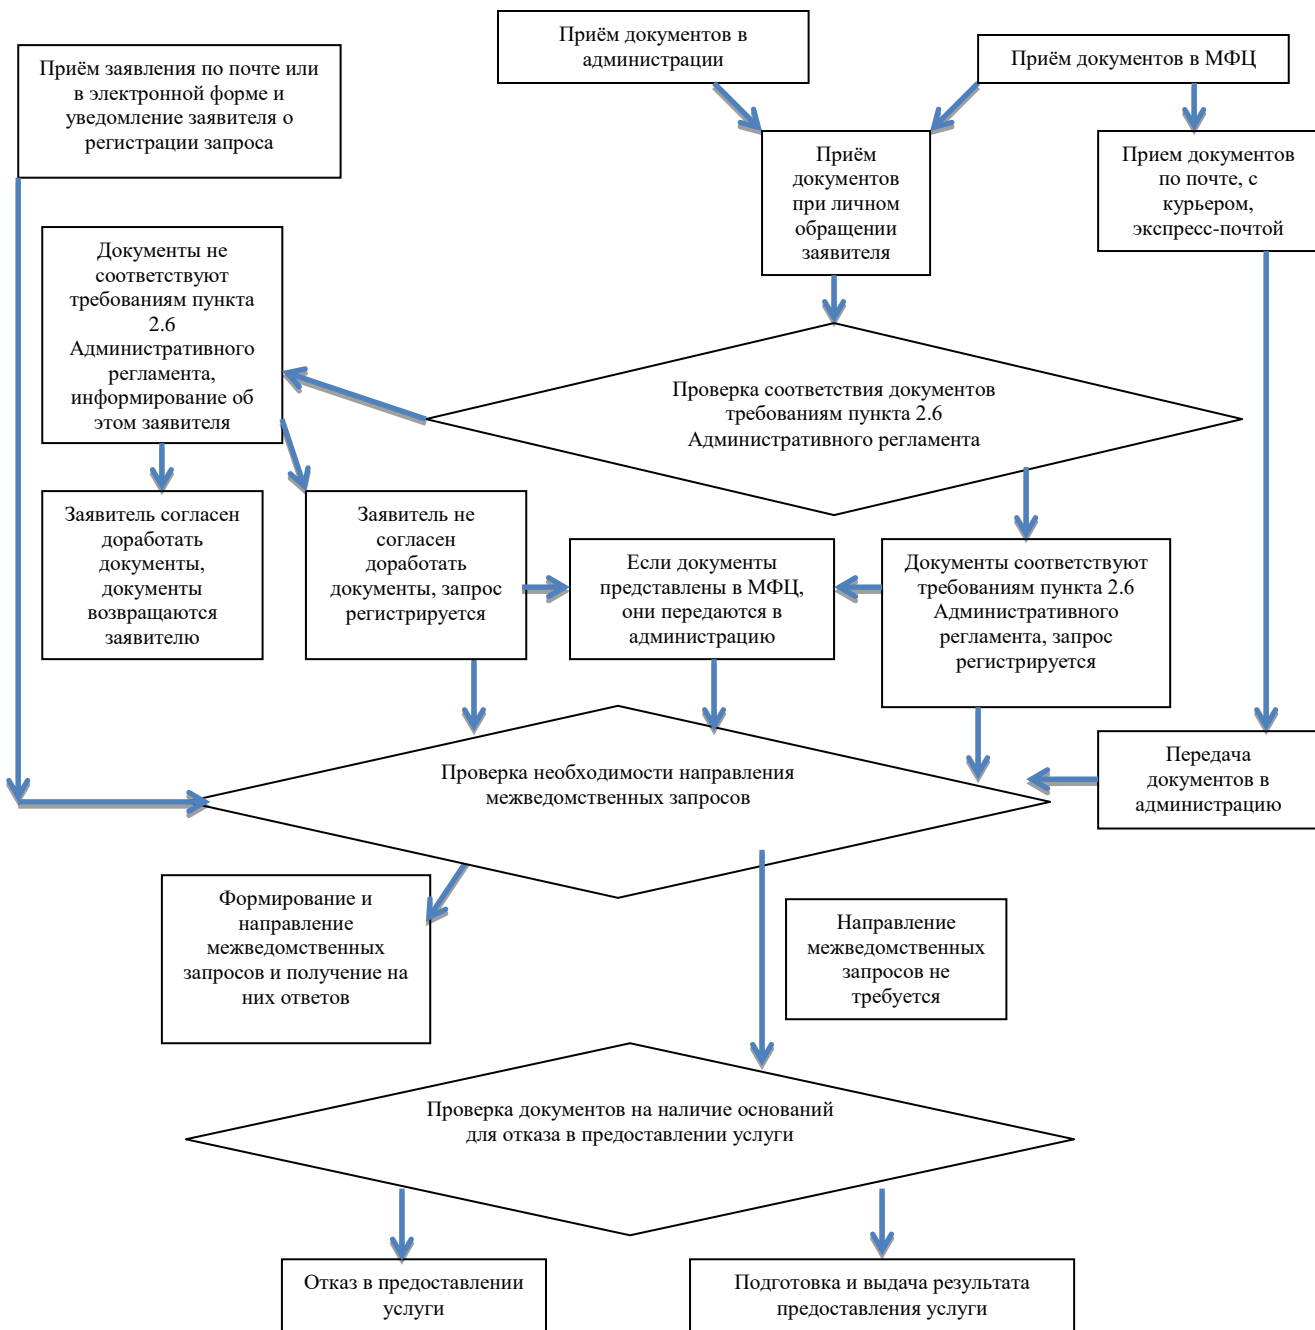 Приём документов в
администрации
Приём документов в МФЦ
Приём заявления по почте или
в электронной форме и
уведомление заявителя о
регистрации запроса
Приём
документов
при личном
обращении
заявителя
Прием документов
по почте, с
курьером,
экспресс-почтой
Документы не
соответствуют
требованиям пункта
2.6
Административного
регламента,
информирование об
этом заявителя
Проверка соответствия документов
требованиям пункта 2.6
Административного регламента
Заявитель согласен
доработать
документы,
документы
возвращаются
заявителю
Заявитель не
согласен
доработать
документы, запрос
регистрируется
Если документы
представлены в МФЦ,
они передаются в
администрацию
Документы соответствуют
требованиям пункта 2.6
Административного
регламента, запрос
регистрируется
Проверка необходимости направления
межведомственных запросов
Передача
документов в
администрацию
Формирование и
направление
межведомственных
запросов и получение на
них ответов
Направление
межведомственных
запросов не
требуется
Проверка документов на наличие оснований
для отказа в предоставлении услуги
Отказ в предоставлении
услуги
Подготовка и выдача результата
предоставления услуги